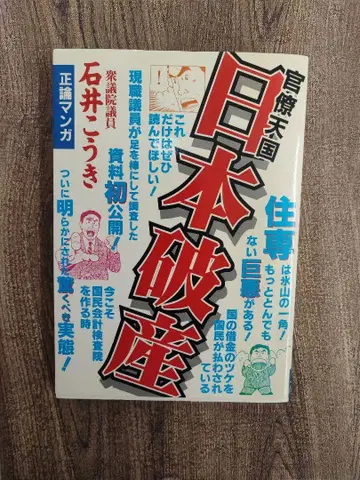 官僚天国
日本破産
これ
だけはぜひ
読んでほしい!
現職議員が足を棒にして調査した
資料初公開!
衆議院議員
石井こうき
正論マンガ
住専
は氷山の一角!
もっととんでも
ない巨悪がある!
国の借金のツケを
国民が払わされ
ている
今こそ
国民会計検査院
を作る時
ついに明らかにされた驚くべき実態!